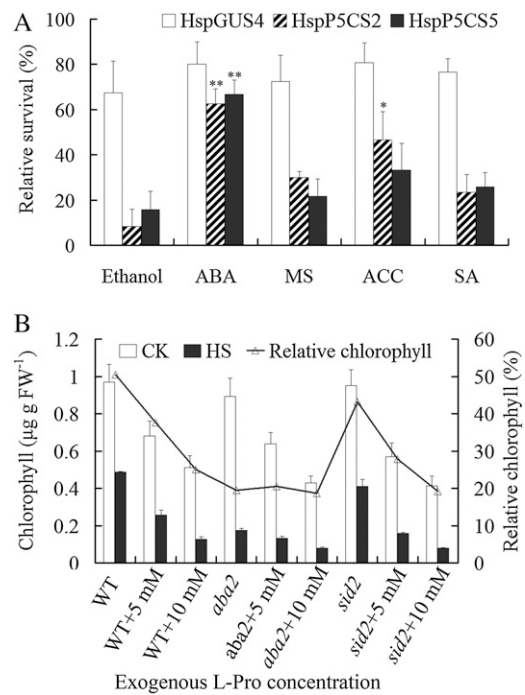 A
HspGUS4 HspP5CS2 HspP5CS5
Relative survival (%)
100
80
60
40
20
0
** **
*
Ethanol ABA MS ACC SA
B
CK HS Relative chlorophyll
Chlorophyll (μg g FW⁻¹)
1.2
1
0.8
0.6
0.4
0.2
0
60
50
40
30
20
10
0
Relative chlorophyll (%)
WT
WT+5 mM
WT+10 mM
aba2
aba2+5 mM
aba2+10 mM
sid2
sid2+5 mM
sid2+10 mM
Exogenous L-Pro concentration